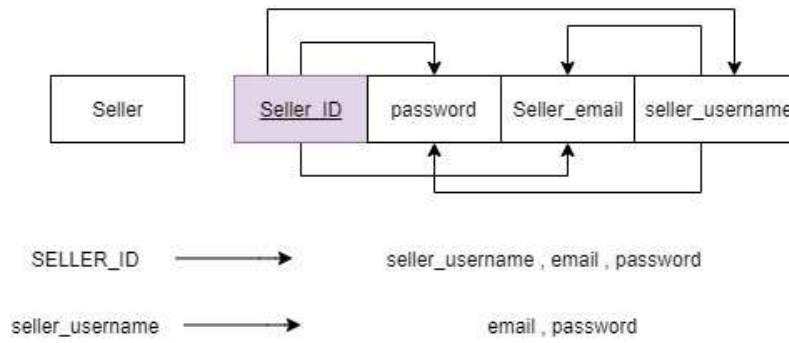 Seller Seller_ID password Seller_email seller_username
SELLER_ID seller_username , email , password
seller_username email , password